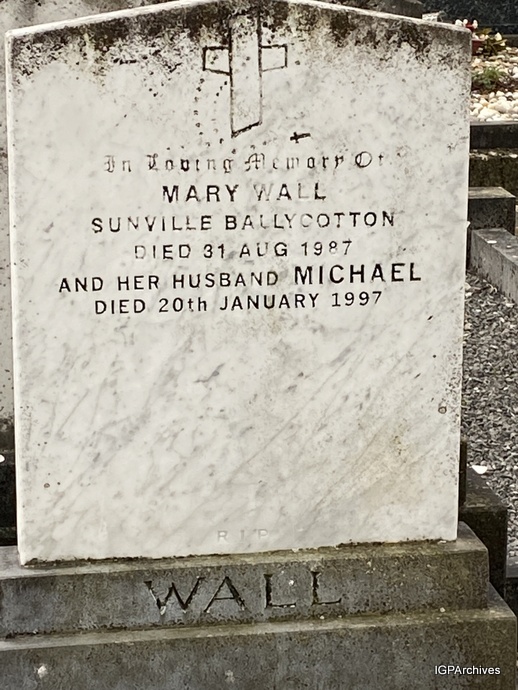 In Loving Memory Of
MARY WALL
SUNVILLE BALLYCOTTON
DIED 31 AUG 1987
AND HER HUSBAND MICHAEL
DIED 20th JANUARY 1997
R I P
WALL
IGPArchives